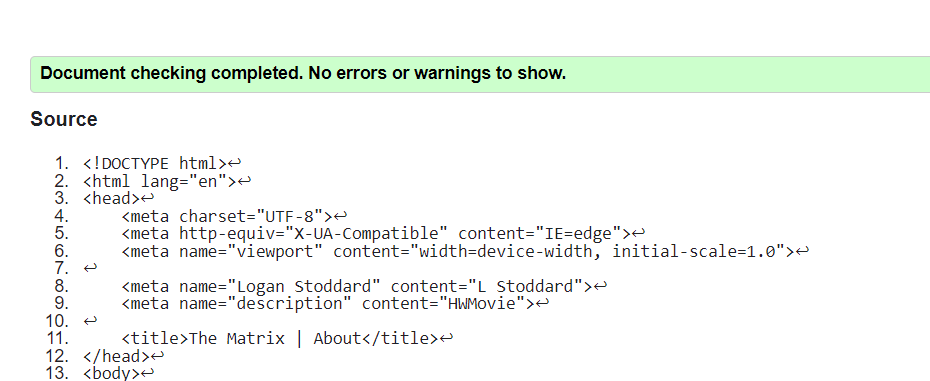 Document checking completed. No errors or warnings to show.
Source
1. <!DOCTYPE html>↩
2. <html lang="en">↩
3. <head>↩
4.     <meta charset="UTF-8">↩
5.     <meta http-equiv="X-UA-Compatible" content="IE=edge">↩
6.     <meta name="viewport" content="width=device-width, initial-scale=1.0">↩
7. ↩
8.     <meta name="Logan Stoddard" content="L Stoddard">↩
9.     <meta name="description" content="HWMovie">↩
10. ↩
11.     <title>The Matrix | About</title>↩
12. </head>↩
13. <body>↩